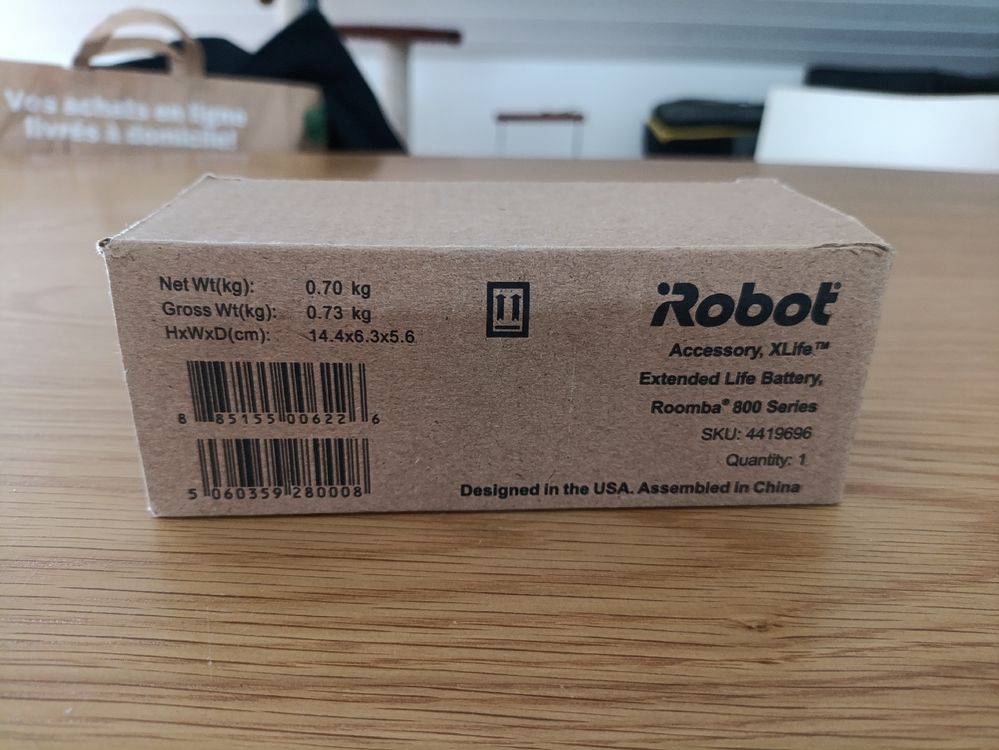 Vos achats en ligne
livrés à domicile!
Net Wt(kg): 0.70 kg
Gross Wt(kg): 0.73 kg
HxWxD(cm): 14.4x6.3x5.6
8 85155 00622 6
5 060359 280008
iRobot
Accessory, XLife™
Extended Life Battery,
Roomba® 800 Series
SKU: 4419696
Quantity: 1
Designed in the USA. Assembled in China